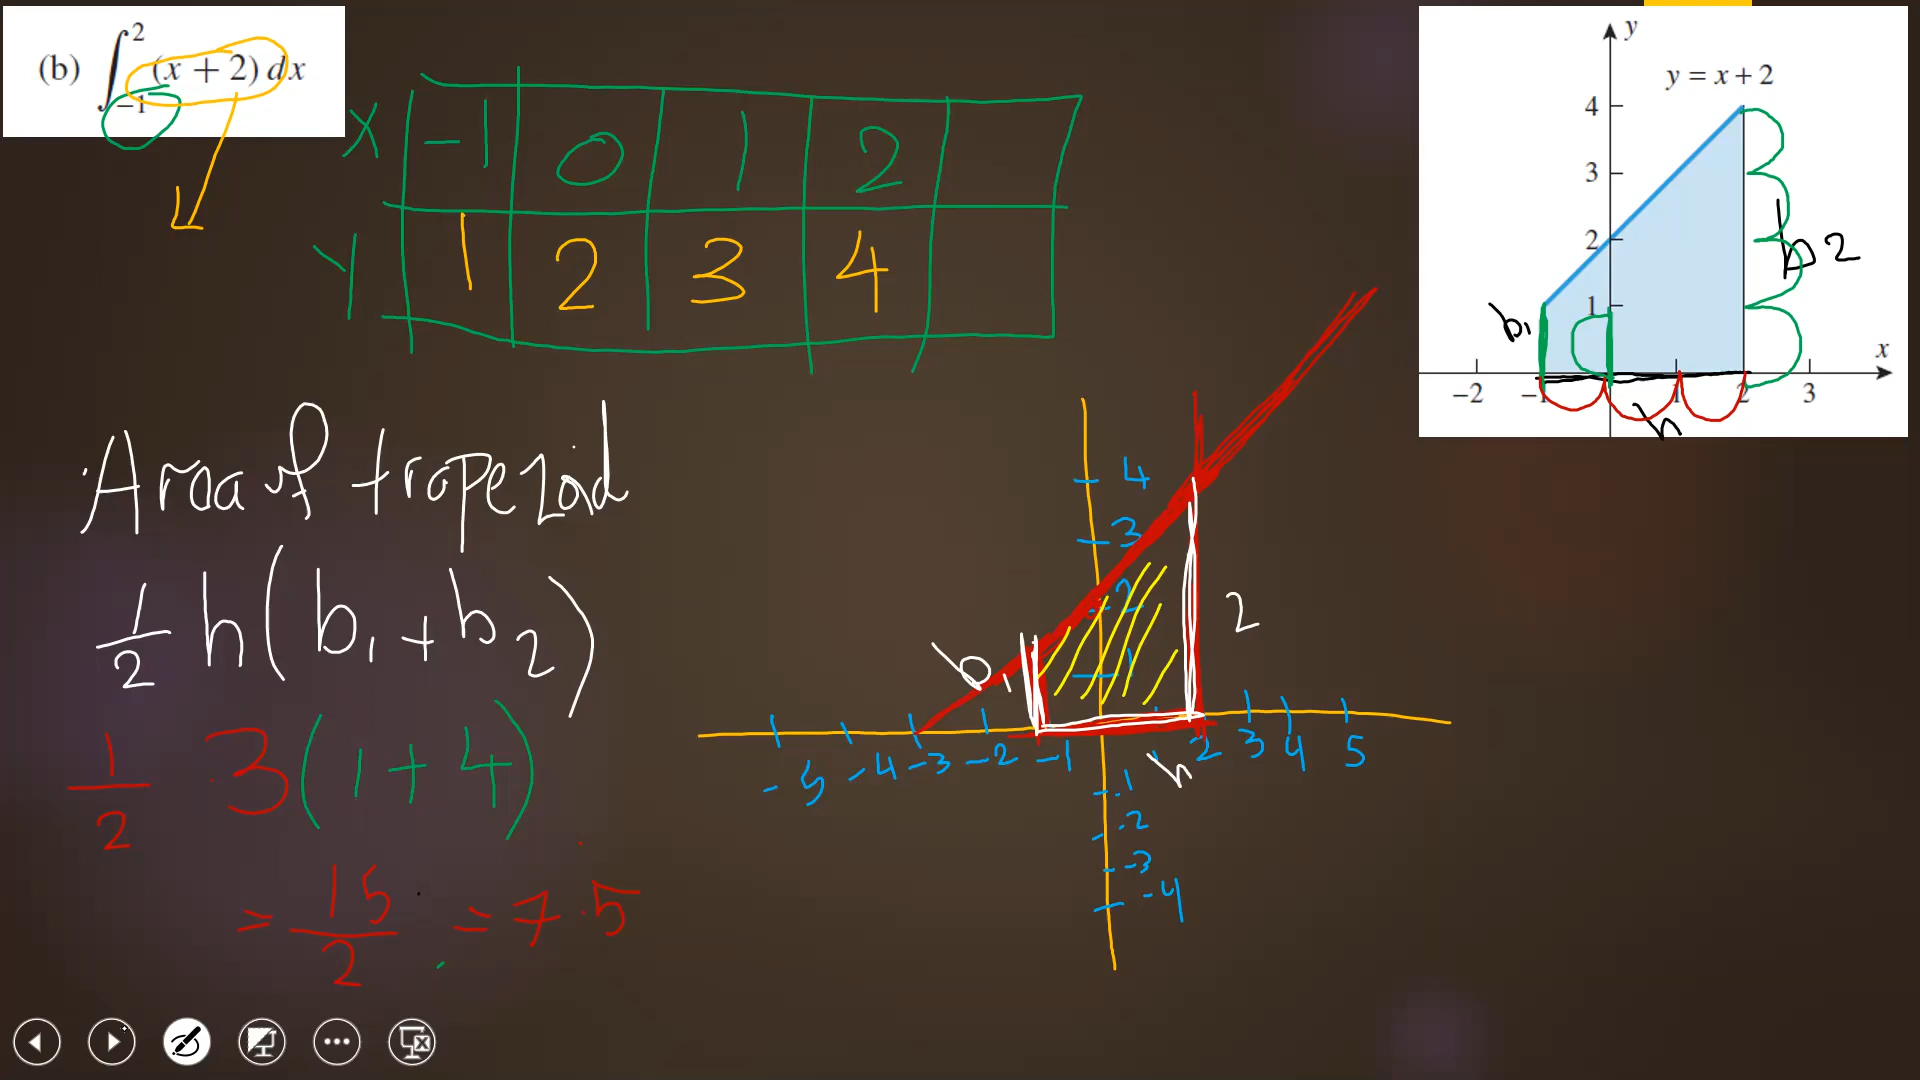 (b) ∫₋₁² (x + 2) dx
X -1 0 1 2
Y 1 2 3 4
y
y = x + 2
4
3
2
1
b₁
b2
x
-2 -1 1 2 3
h
Area of trapezoid
1/2 h(b₁+b₂)
1/2 · 3(1+4)
= 15/2 = 7.5
4
3
2
1
b₁
2
-5 -4 -3 -2 -1 1 2 3 4 5
h
-1
-2
-3
-4